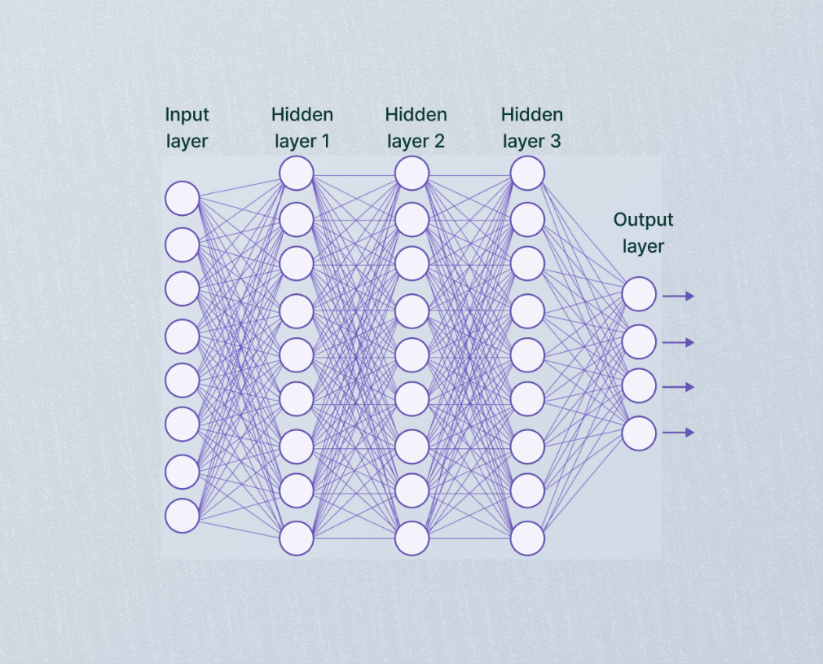 Input
layer
Hidden
layer 1
Hidden
layer 2
Hidden
layer 3
Output
layer